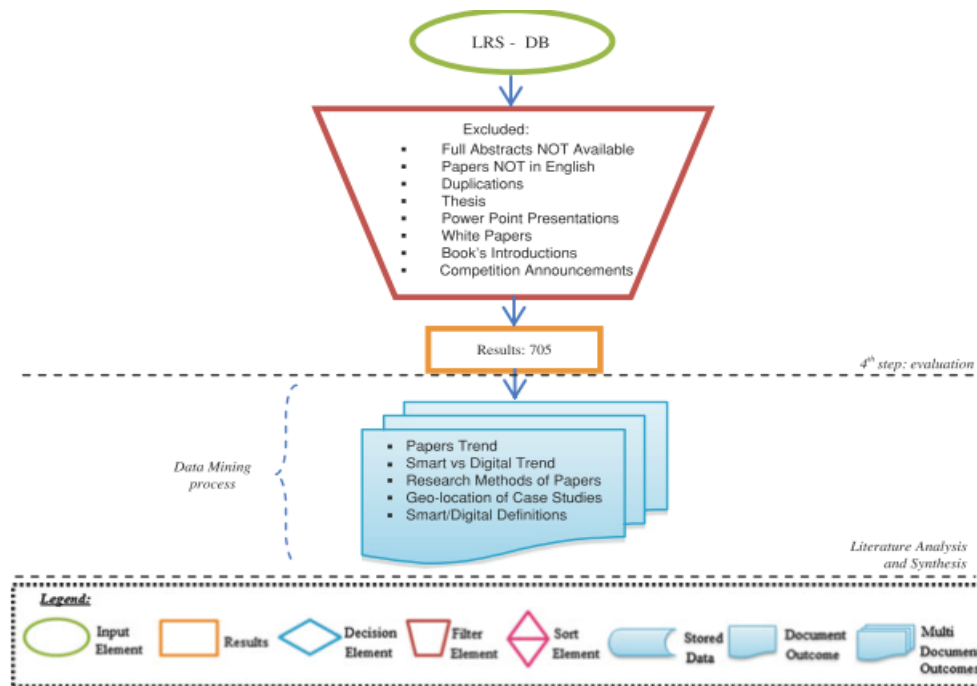 LRS - DB
Excluded:
▪ Full Abstracts NOT Available
▪ Papers NOT in English
▪ Duplications
▪ Thesis
▪ Power Point Presentations
▪ White Papers
▪ Book's Introductions
▪ Competition Announcements
Results: 705
4th step: evaluation
Data Mining
process
▪ Papers Trend
▪ Smart vs Digital Trend
▪ Research Methods of Papers
▪ Geo-location of Case Studies
▪ Smart/Digital Definitions
Literature Analysis
and Synthesis
Legend:
Input
Element
Results
Decision
Element
Filter
Element
Sort
Element
Stored
Data
Document
Outcome
Multi
Document
Outcomes